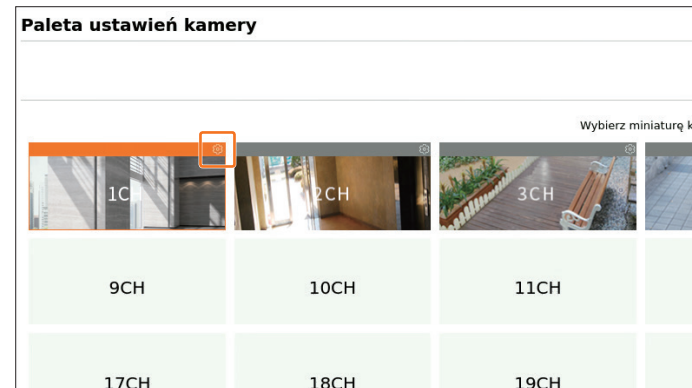 Paleta ustawień kamery
Wybierz miniaturę k
1CH 2CH 3CH
9CH 10CH 11CH
17CH 18CH 19CH